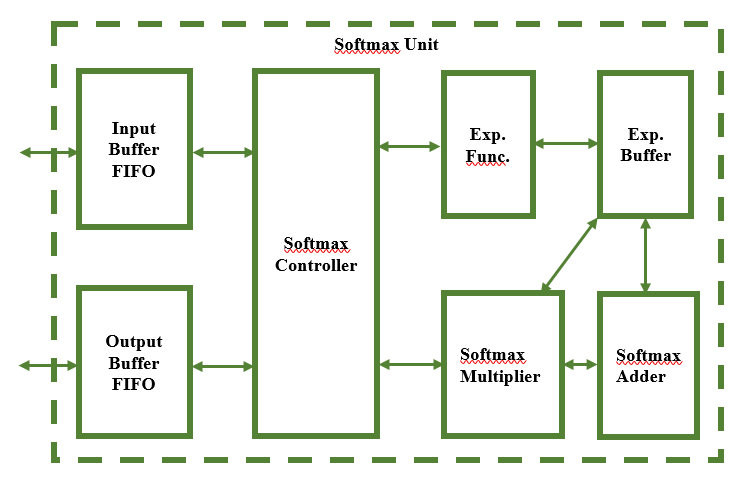 Softmax Unit
Input
Buffer
FIFO
Exp.
Func.
Exp.
Buffer
Softmax
Controller
Output
Buffer
FIFO
Softmax
Multiplier
Softmax
Adder